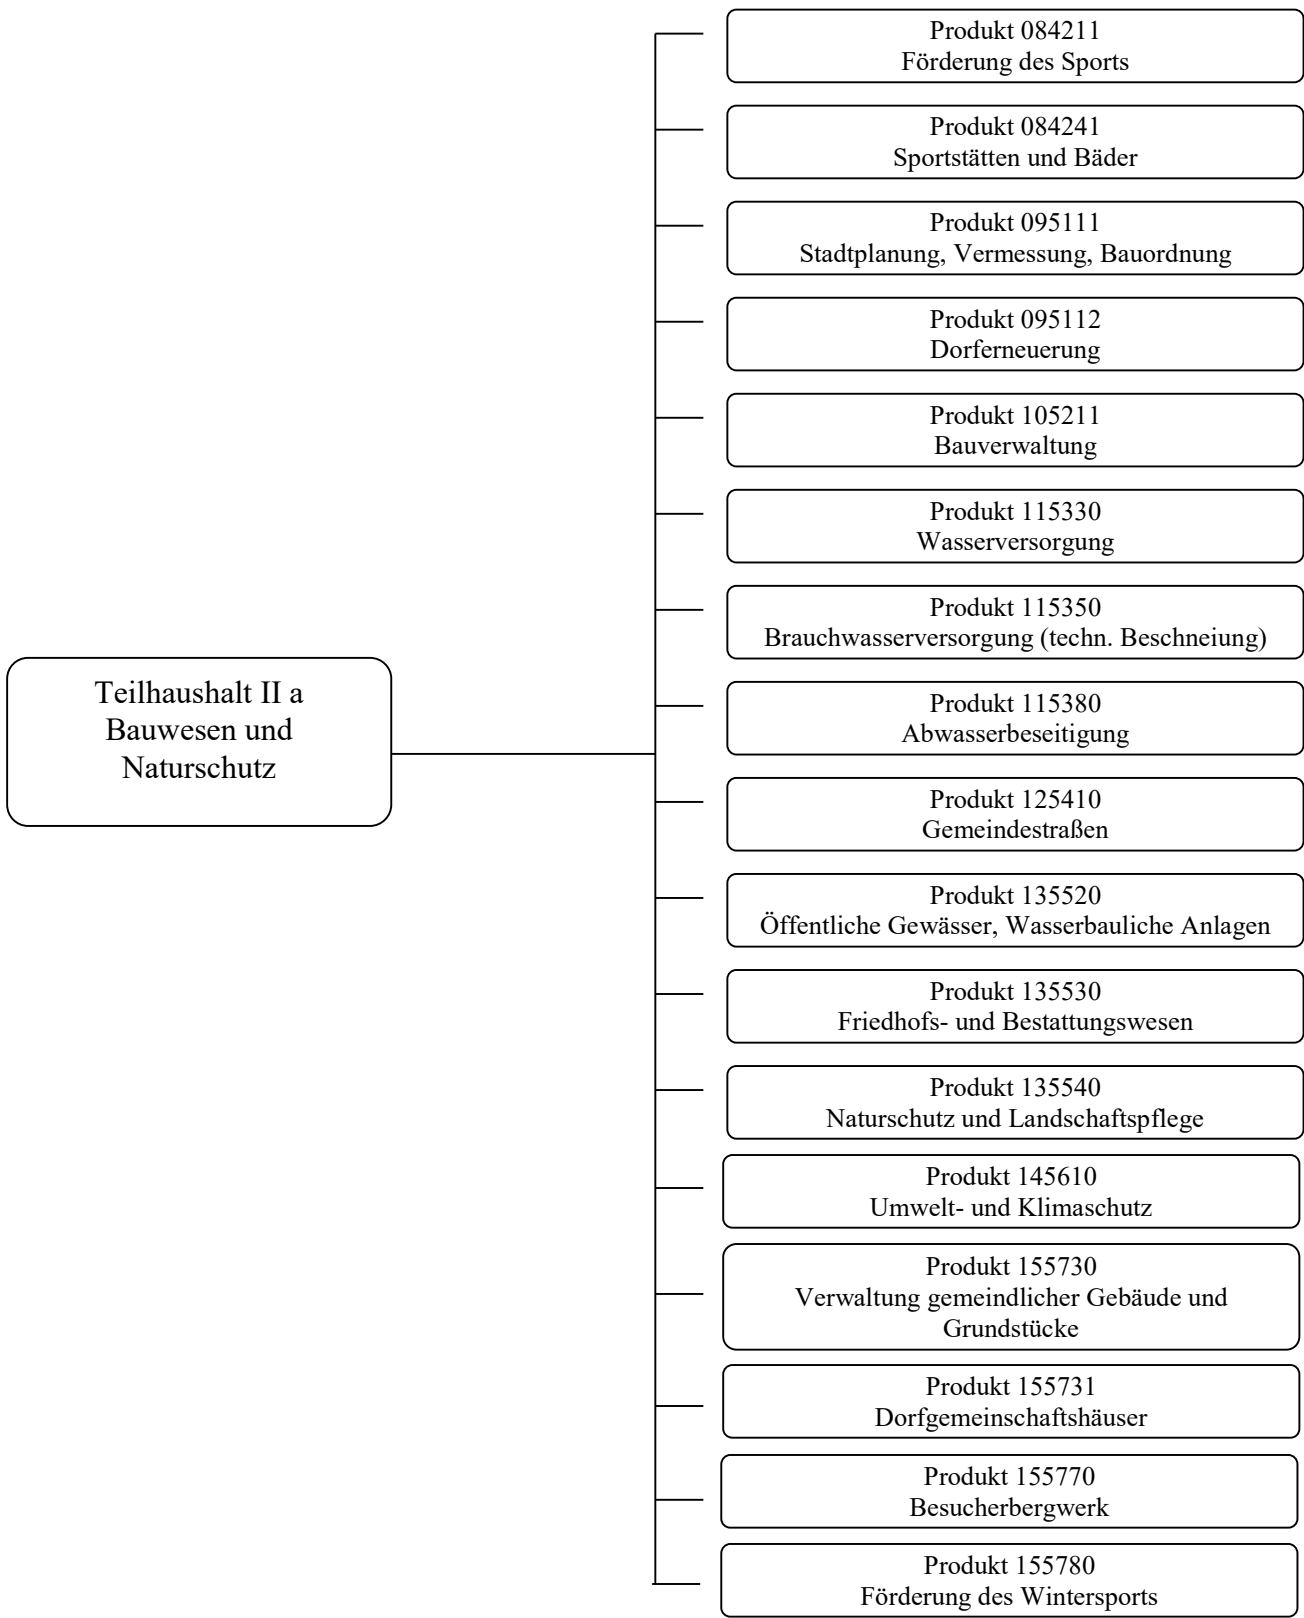 Teilhaushalt II a
Bauwesen und
Naturschutz
Produkt 084211
Förderung des Sports
Produkt 084241
Sportstätten und Bäder
Produkt 095111
Stadtplanung, Vermessung, Bauordnung
Produkt 095112
Dorferneuerung
Produkt 105211
Bauverwaltung
Produkt 115330
Wasserversorgung
Produkt 115350
Brauchwasserversorgung (techn. Beschneiung)
Produkt 115380
Abwasserbeseitigung
Produkt 125410
Gemeindestraßen
Produkt 135520
Öffentliche Gewässer, Wasserbauliche Anlagen
Produkt 135530
Friedhofs- und Bestattungswesen
Produkt 135540
Naturschutz und Landschaftspflege
Produkt 145610
Umwelt- und Klimaschutz
Produkt 155730
Verwaltung gemeindlicher Gebäude und
Grundstücke
Produkt 155731
Dorfgemeinschaftshäuser
Produkt 155770
Besucherbergwerk
Produkt 155780
Förderung des Wintersports